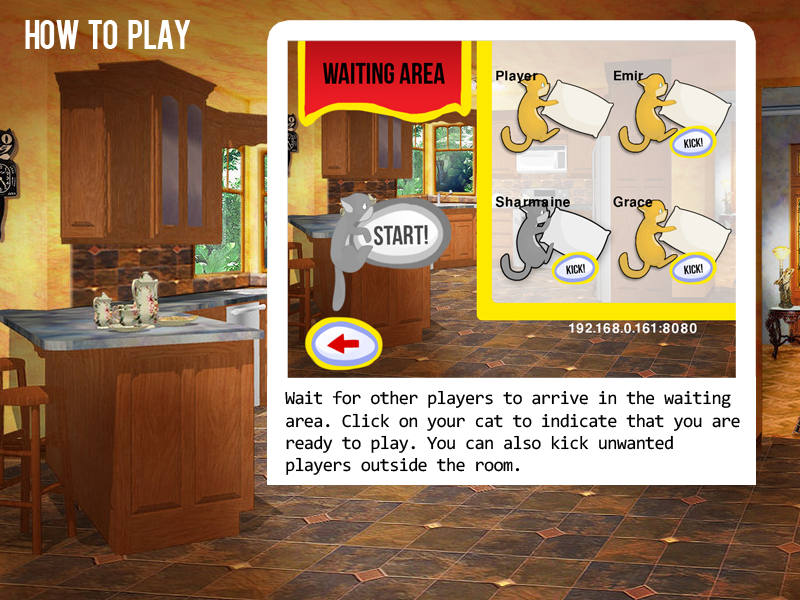 HOW TO PLAY
WAITING AREA
Player
Emir
KICK!
Sharmaine
Grace
START!
KICK!
KICK!
192.168.0.161:8080
Wait for other players to arrive in the waiting
area. Click on your cat to indicate that you are
ready to play. You can also kick unwanted
players outside the room.